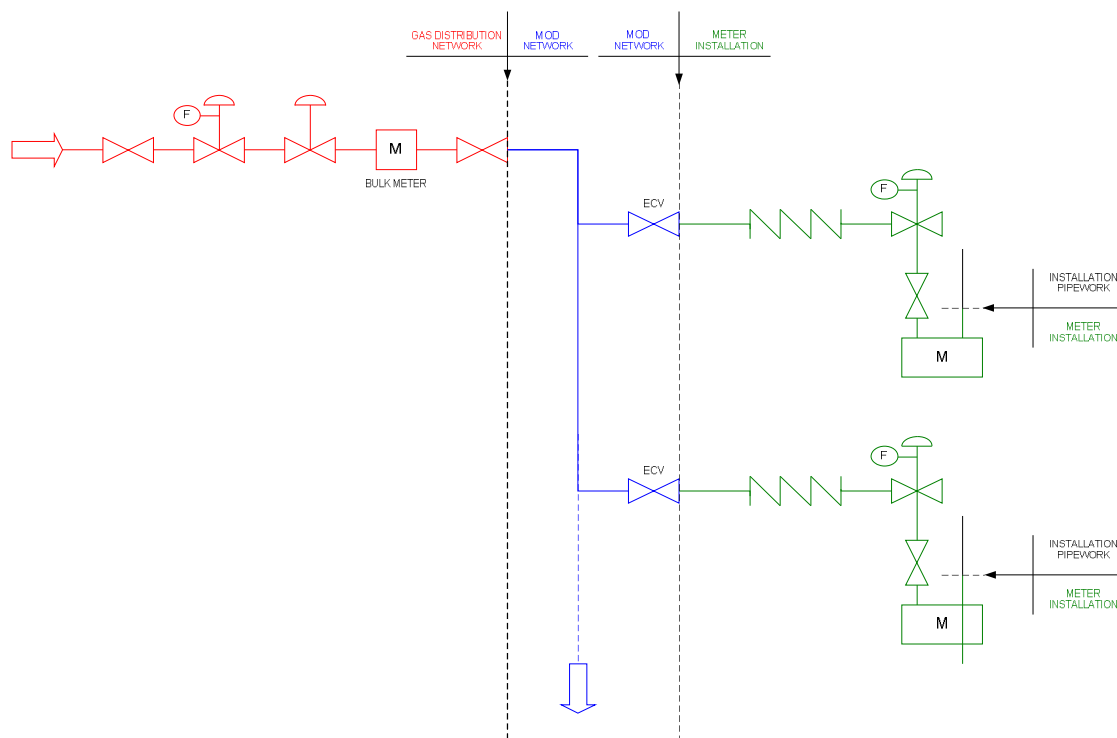 GAS DISTRIBUTION
NETWORK
MOD
NETWORK
MOD
NETWORK
METER
INSTALLATION
F
M
BULK METER
ECV
F
INSTALLATION
PIPEWORK
METER
INSTALLATION
M
ECV
F
INSTALLATION
PIPEWORK
METER
INSTALLATION
M